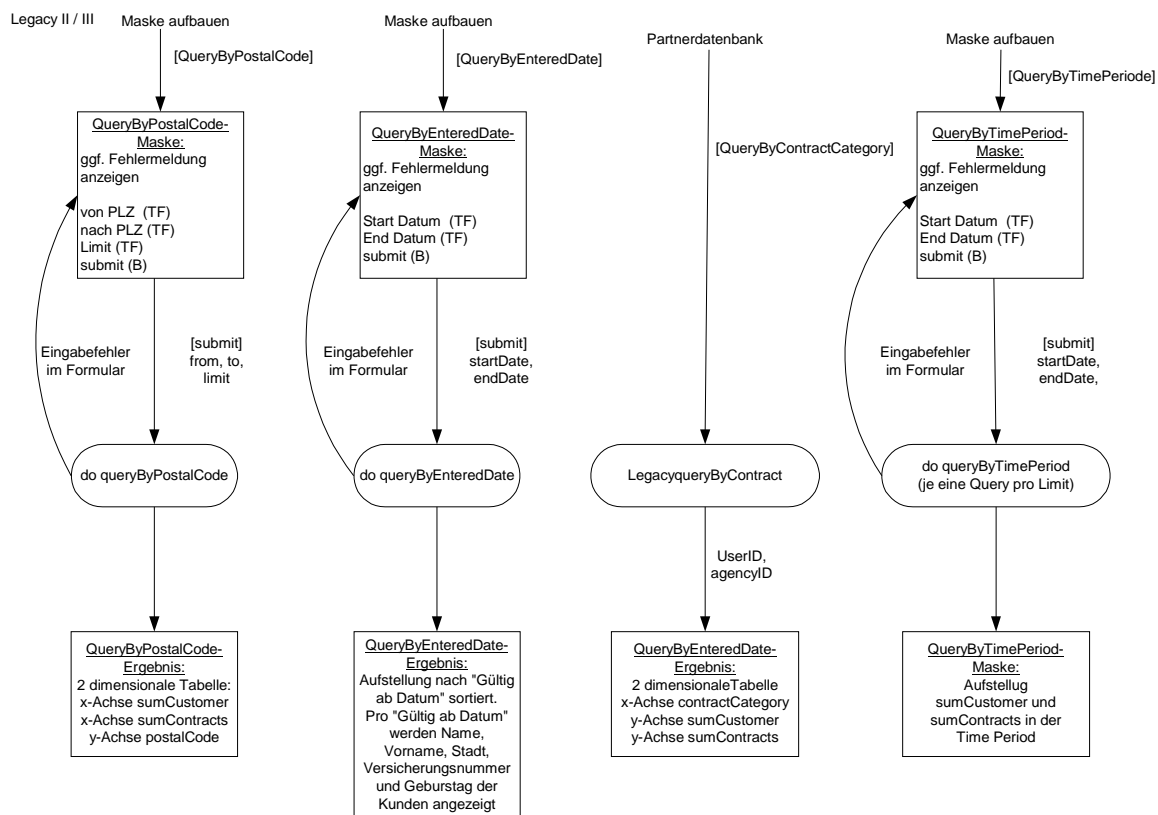 Legacy II / III
Maske aufbauen
[QueryByPostalCode]
QueryByPostalCode-
Maske:
ggf. Fehlermeldung
anzeigen
von PLZ  (TF)
nach PLZ (TF)
Limit (TF)
submit (B)
Eingabefehler
im Formular
[submit]
from, to,
limit
do queryByPostalCode
QueryByPostalCode-
Ergebnis:
2 dimensionale Tabelle:
x-Achse sumCustomer
x-Achse sumContracts
y-Achse postalCode
Maske aufbauen
[QueryByEnteredDate]
QueryByEnteredDate-
Maske:
ggf. Fehlermeldung
anzeigen
Start Datum  (TF)
End Datum (TF)
submit (B)
Eingabefehler
im Formular
[submit]
startDate,
endDate
do queryByEnteredDate
QueryByEnteredDate-
Ergebnis:
Aufstellung nach "Gültig
ab Datum" sortiert.
Pro "Gültig ab Datum"
werden Name,
Vorname, Stadt,
Versicherungsnummer
und Geburstag der
Kunden angezeigt
Partnerdatenbank
[QueryByContractCategory]
LegacyqueryByContract
UserID,
agencyID
QueryByEnteredDate-
Ergebnis:
2 dimensionaleTabelle
x-Achse contractCategory
y-Achse sumCustomer
y-Achse sumContracts
Maske aufbauen
[QueryByTimePeriode]
QueryByTimePeriod-
Maske:
ggf. Fehlermeldung
anzeigen
Start Datum  (TF)
End Datum (TF)
submit (B)
Eingabefehler
im Formular
[submit]
startDate,
endDate,
do queryByTimePeriod
(je eine Query pro Limit)
QueryByTimePeriod-
Maske:
Aufstellug
sumCustomer und
sumContracts in der
Time Period